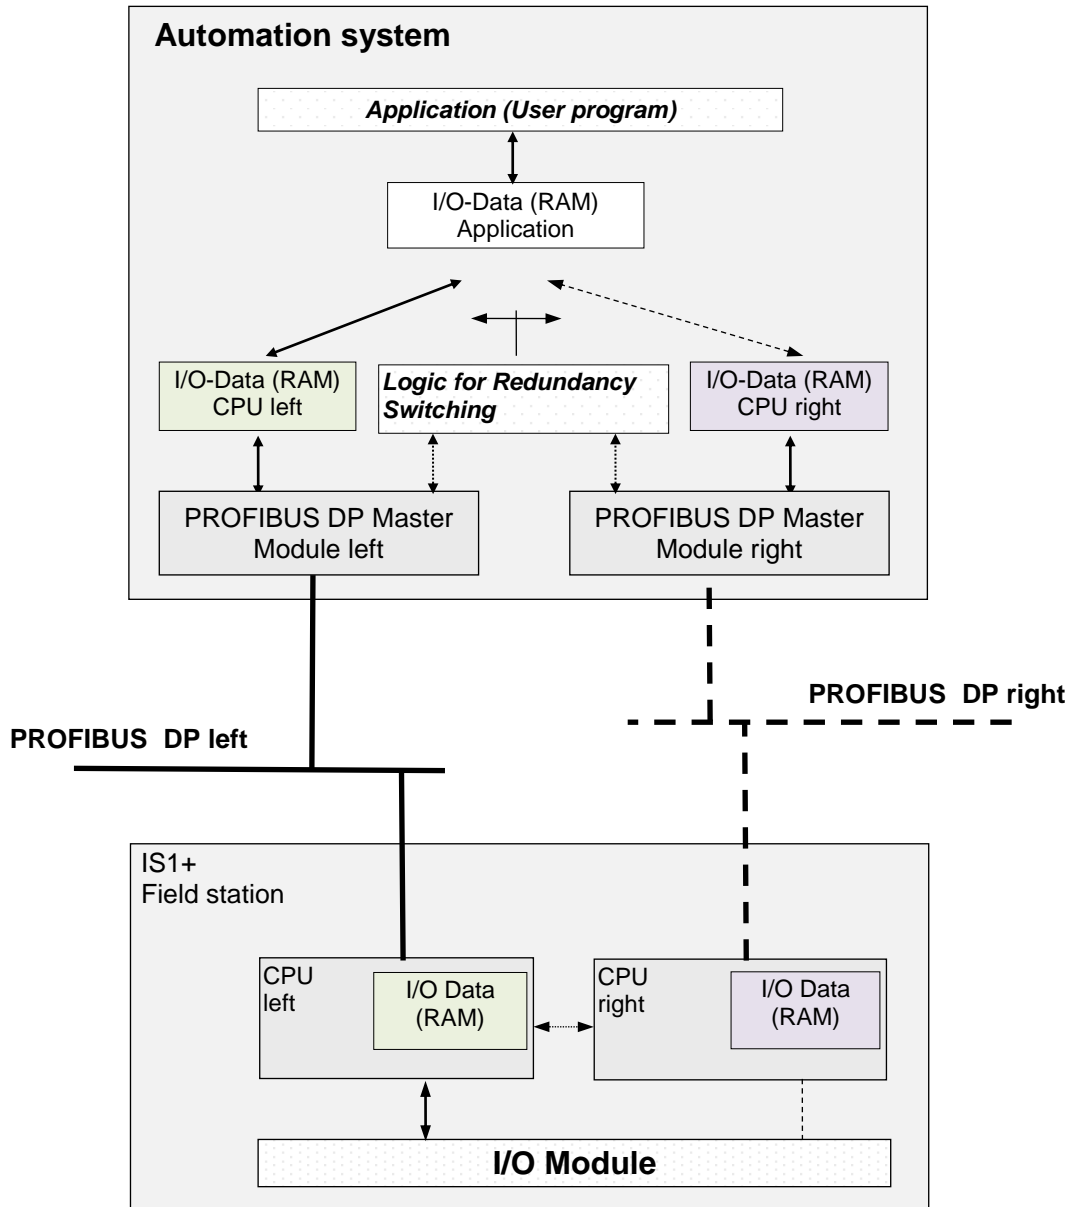 Automation system
Application (User program)
I/O-Data (RAM)
Application
I/O-Data (RAM)
CPU left
Logic for Redundancy
Switching
I/O-Data (RAM)
CPU right
PROFIBUS DP Master
Module left
PROFIBUS DP Master
Module right
PROFIBUS DP right
PROFIBUS DP left
IS1+
Field station
CPU
left
I/O Data
(RAM)
CPU
right
I/O Data
(RAM)
I/O Module